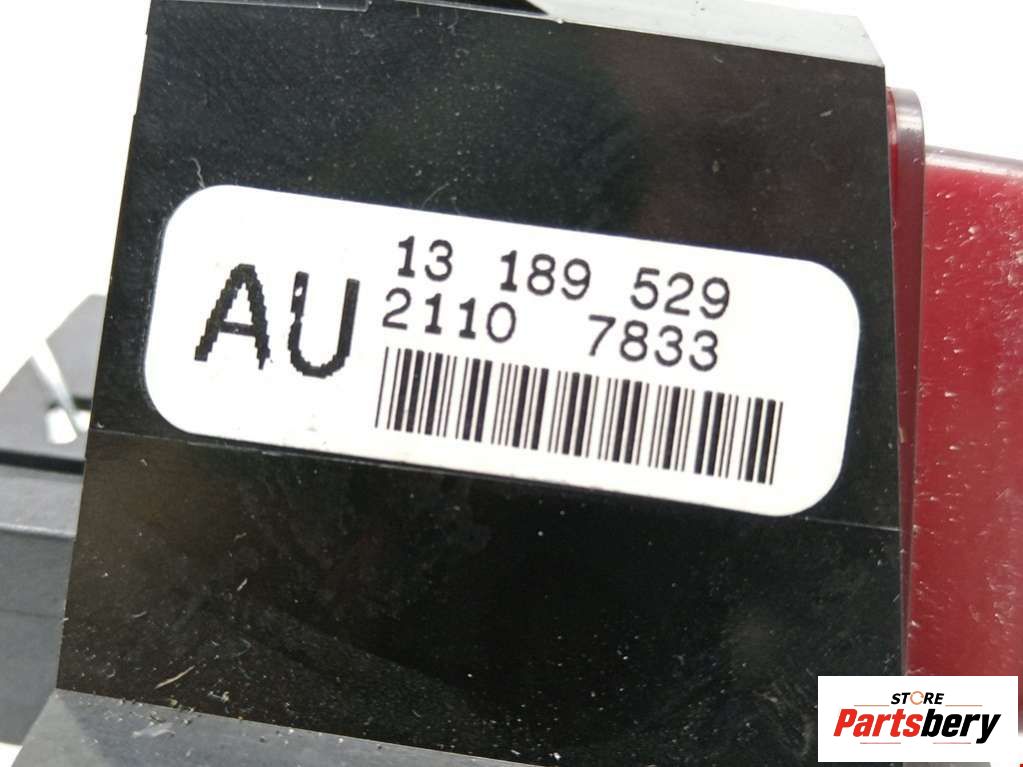 AU
13 189 529
2110 7833
STORE
Partsbery